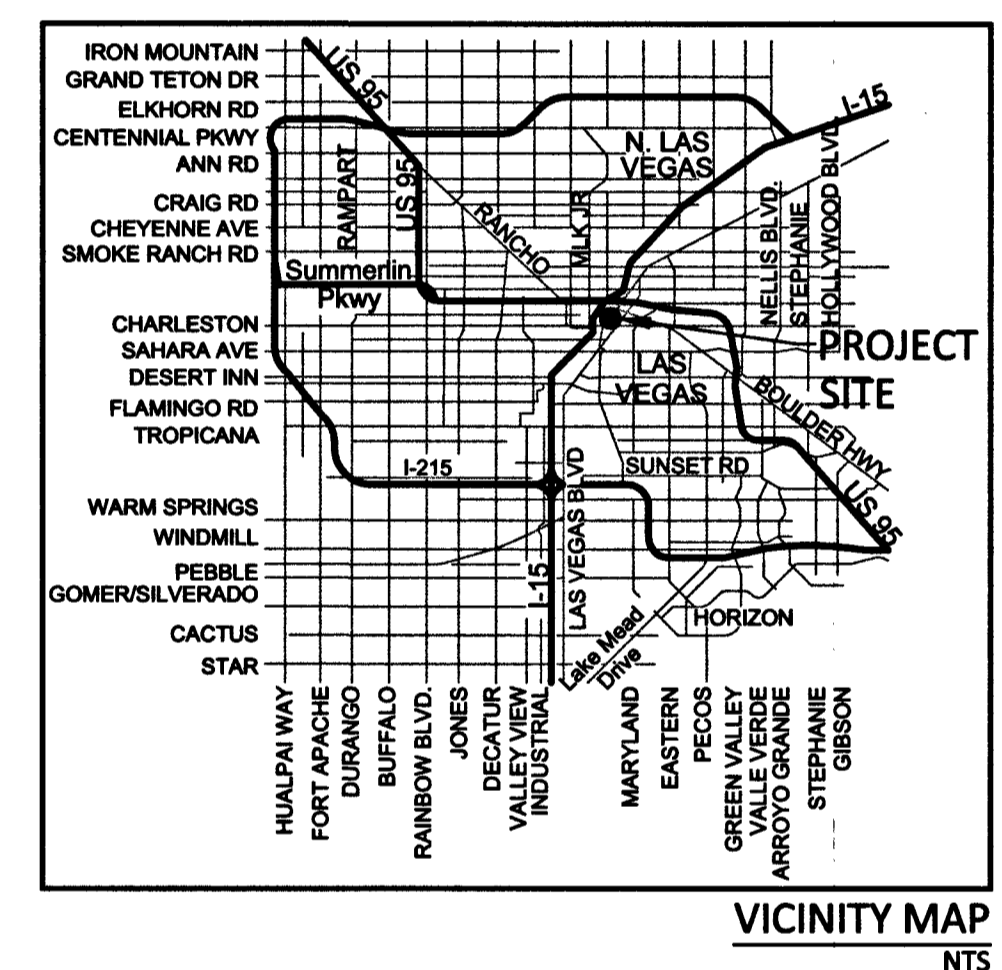 IRON MOUNTAIN
GRAND TETON DR
ELKHORN RD
CENTENNIAL PKWY
ANN RD
CRAIG RD
CHEYENNE AVE
SMOKE RANCH RD
CHARLESTON
SAHARA AVE
DESERT INN
FLAMINGO RD
TROPICANA
WARM SPRINGS
WINDMILL
PEBBLE
GOMER/SILVERADO
CACTUS
STAR
US 95
I-15
N. LAS
VEGAS
RAMPART
US 95
RANCHO
MLK JR
NELLIS BLVD.
STEPHANIE
HOLLYWOOD BLVD.
Summerlin
Pkwy
PROJECT
SITE
LAS
VEGAS
BOULDER HWY
I-215
SUNSET RD
US 95
LAS VEGAS BLVD
I-15
HORIZON
Lake Mead
Drive
HUALPAI WAY
FORT APACHE
DURANGO
BUFFALO
RAINBOW BLVD.
JONES
DECATUR
VALLEY VIEW
INDUSTRIAL
MARYLAND
EASTERN
PECOS
GREEN VALLEY
VALLE VERDE
ARROYO GRANDE
STEPHANIE
GIBSON
VICINITY MAP
NTS